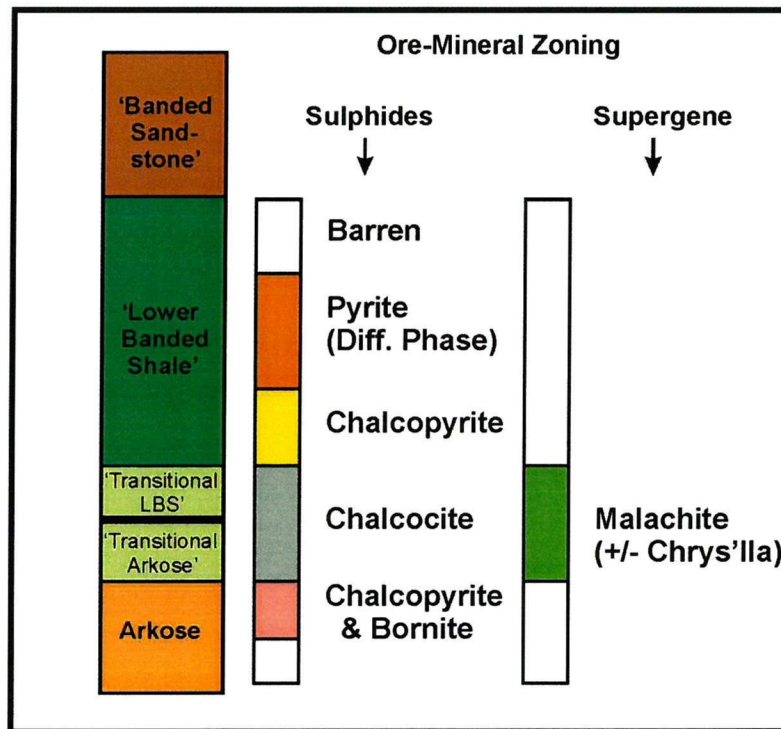 Ore-Mineral Zoning
'Banded
Sand-
stone'
'Lower
Banded
Shale'
'Transitional
LBS'
'Transitional
Arkose'
Arkose
Sulphides
Barren
Pyrite
(Diff. Phase)
Chalcopyrite
Chalcocite
Chalcopyrite
& Bornite
Supergene
Malachite
(+/- Chrys'lla)